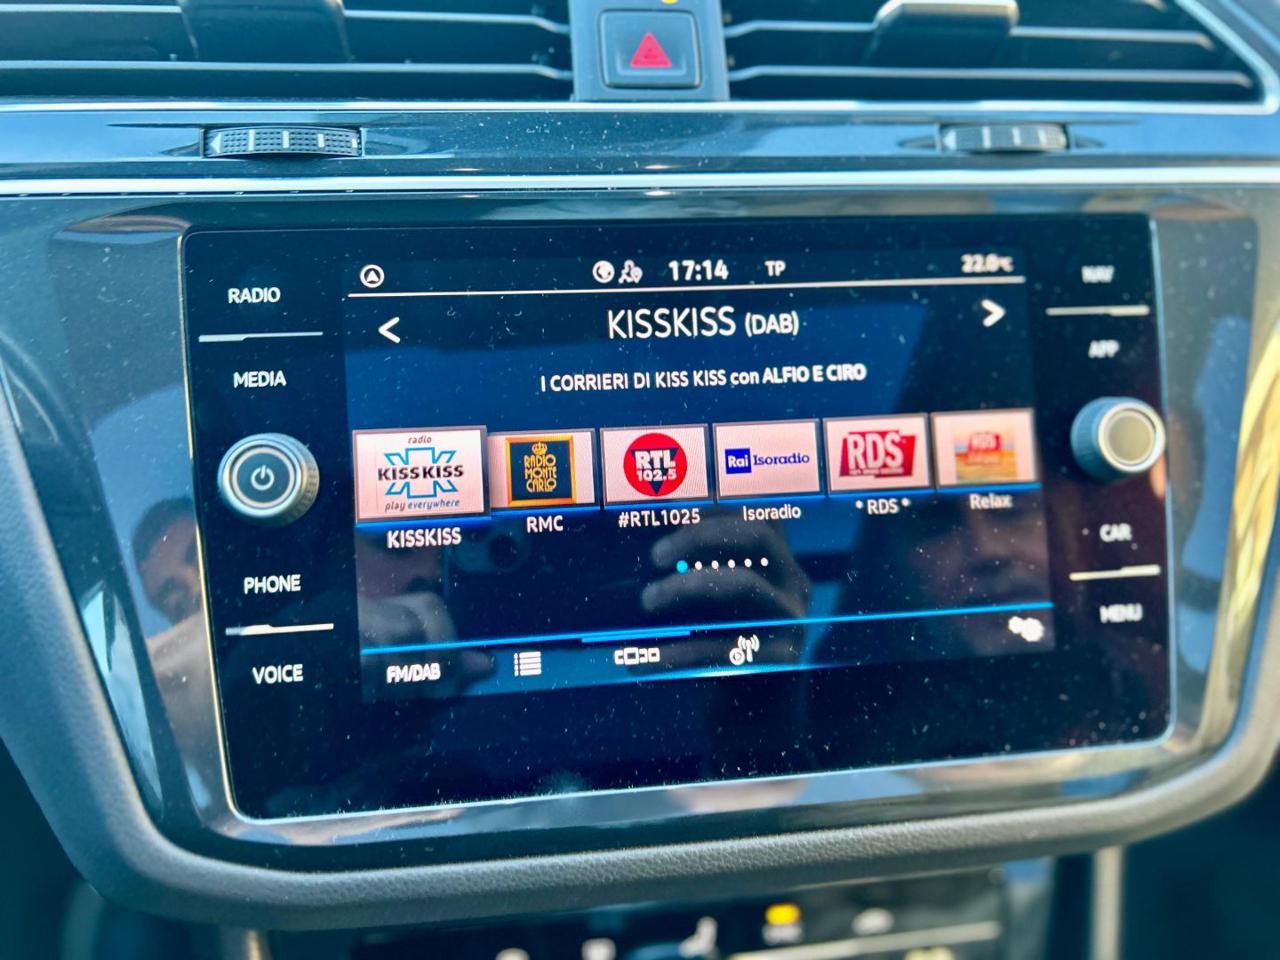 RADIO
MEDIA
PHONE
VOICE
17:14 TP 22.0°C
KISSKISS (DAB)
I CORRIERI DI KISS KISS con ALFIO E CIRO
radio
KISSKISS
play everywhere
RADIO
MONTE
CARLO
RTL
102.5
Rai Isoradio
RDS
RDS
KISSKISS
RMC
#RTL1025
Isoradio
* RDS *
Relax
FM/DAB
NAV
APP
CAR
MENU